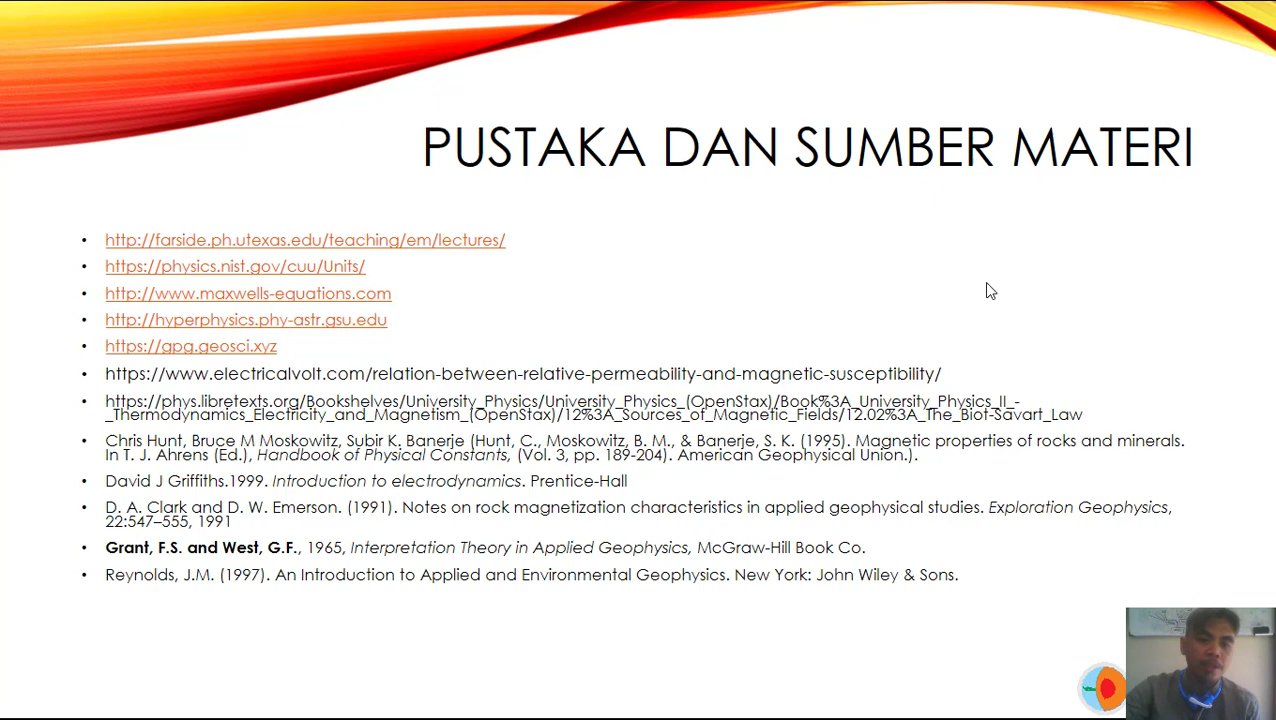 PUSTAKA DAN SUMBER MATERI
• http://farside.ph.utexas.edu/teaching/em/lectures/
• https://physics.nist.gov/cuu/Units/
• http://www.maxwells-equations.com
• http://hyperphysics.phy-astr.gsu.edu
• https://gpg.geosci.xyz
• https://www.electricalvolt.com/relation-between-relative-permeability-and-magnetic-susceptibility/
• https://phys.libretexts.org/Bookshelves/University_Physics/University_Physics_(OpenStax)/Book%3A_University_Physics_II_-
_Thermodynamics_Electricity_and_Magnetism_(OpenStax)/12%3A_Sources_of_Magnetic_Fields/12.02%3A_The_Biot-Savart_Law
• Chris Hunt, Bruce M Moskowitz, Subir K. Banerje (Hunt, C., Moskowitz, B. M., & Banerje, S. K. (1995). Magnetic properties of rocks and minerals.
In T. J. Ahrens (Ed.), Handbook of Physical Constants, (Vol. 3, pp. 189-204). American Geophysical Union.).
• David J Griffiths.1999. Introduction to electrodynamics. Prentice-Hall
• D. A. Clark and D. W. Emerson. (1991). Notes on rock magnetization characteristics in applied geophysical studies. Exploration Geophysics,
22:547–555, 1991
• Grant, F.S. and West, G.F., 1965, Interpretation Theory in Applied Geophysics, McGraw-Hill Book Co.
• Reynolds, J.M. (1997). An Introduction to Applied and Environmental Geophysics. New York: John Wiley & Sons.